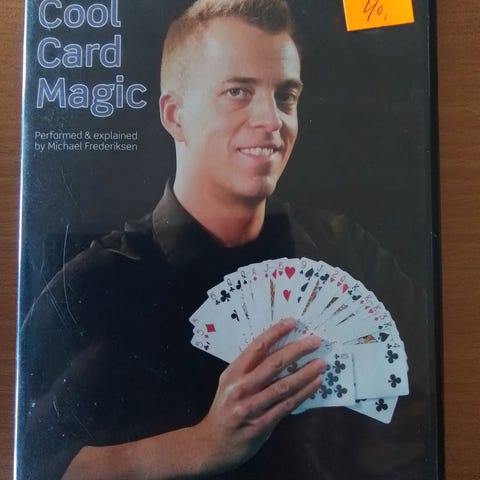 Cool
Card
Magic
Performed & explained
by Michael Frederiksen
40,